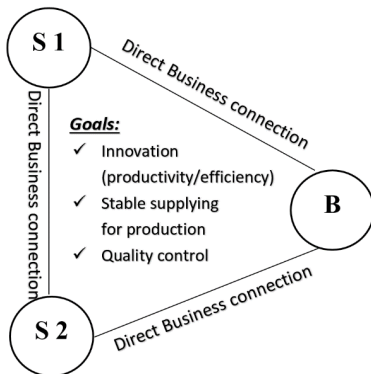 S 1
Direct Business connection
Direct Business connection
Goals:
✓ Innovation
(productivity/efficiency)
✓ Stable supplying
for production
✓ Quality control
B
S 2
Direct Business connection